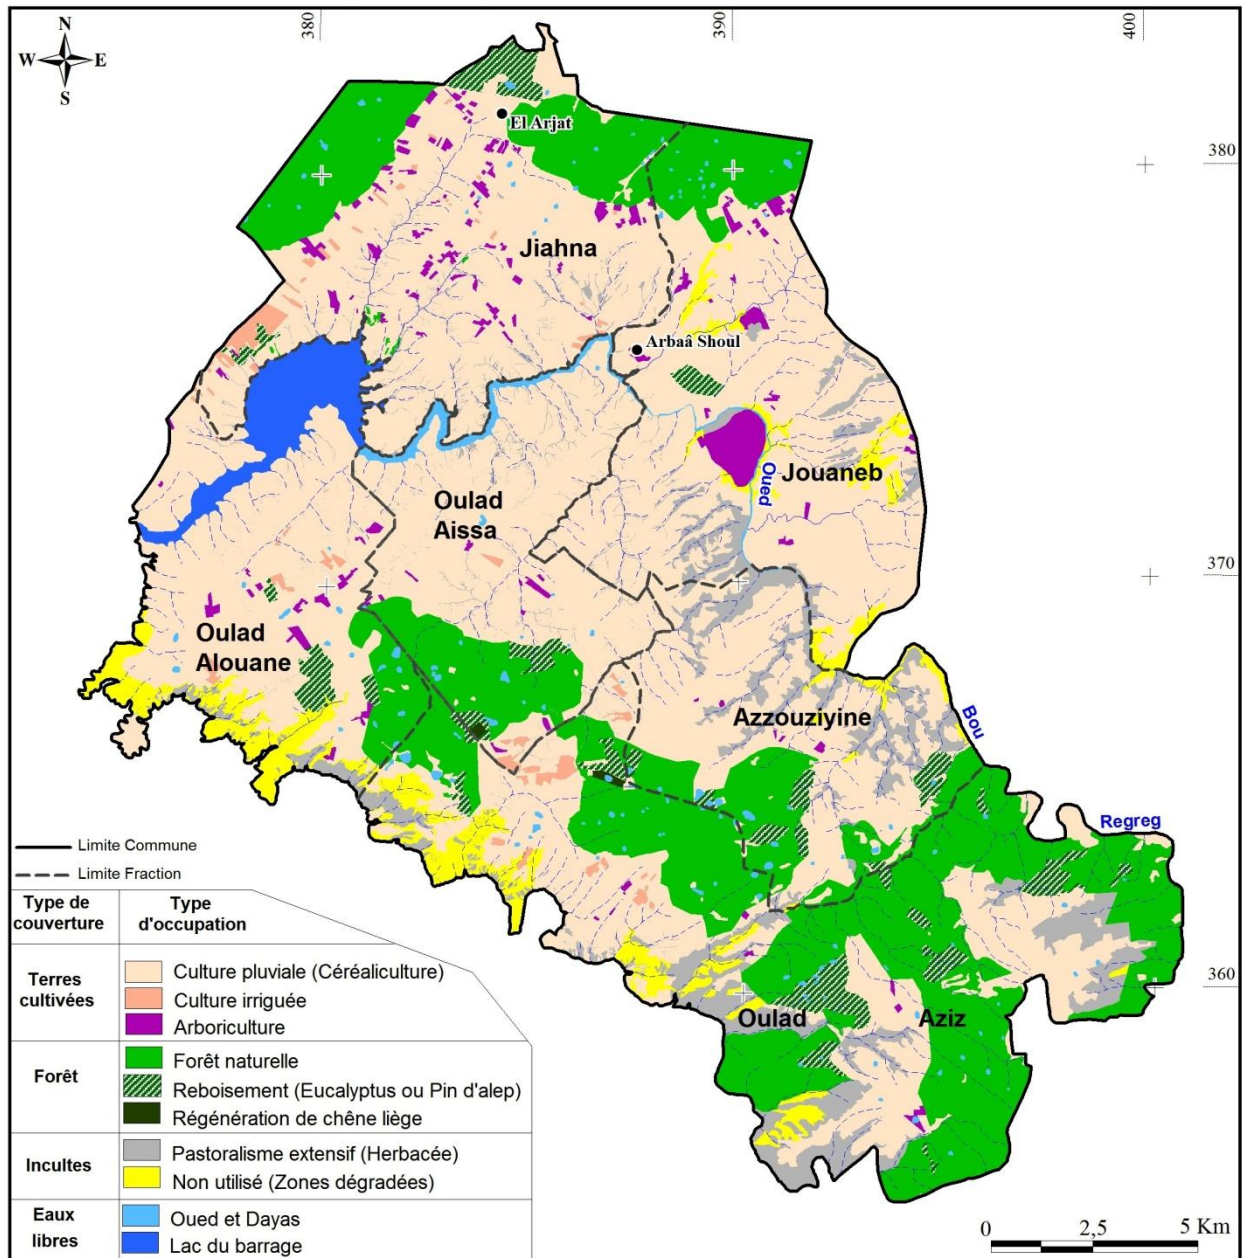 N
W E
S
380
390
400
El Arjat
380
Jiahna
Arbaâ Shoul
Jouaneb
Oued
Oulad
Aissa
370
Oulad
Alouane
Azzouziyine
Bou
Regreg
360
Oulad Aziz
Limite Commune
Limite Fraction
Type de
couverture
Type
d'occupation
Terres
cultivées
Culture pluviale (Céréaliculture)
Culture irriguée
Arboriculture
Forêt
Forêt naturelle
Reboisement (Eucalyptus ou Pin d'alep)
Régénération de chêne liège
Incultes
Pastoralisme extensif (Herbacée)
Non utilisé (Zones dégradées)
Eaux
libres
Oued et Dayas
Lac du barrage
0 2,5 5 Km